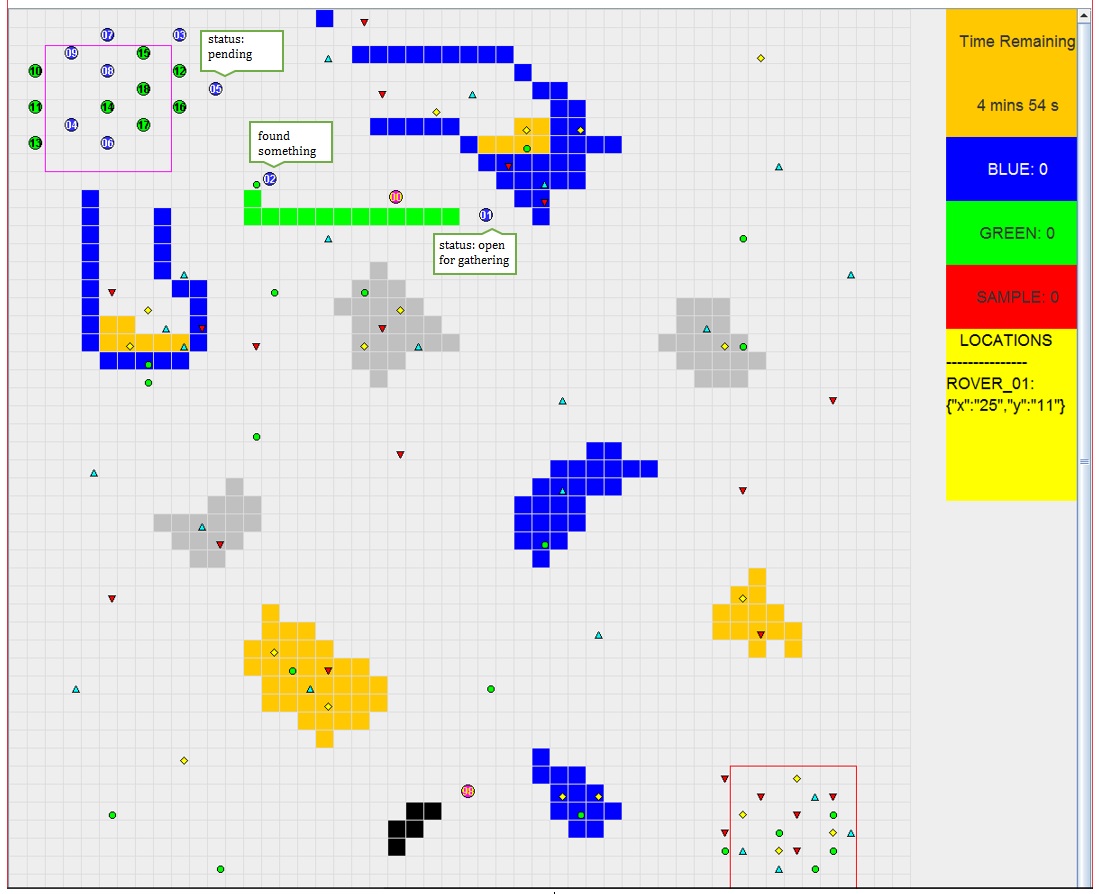 07
03
status:
pending
09
15
10
08
12
18
05
11
14
16
04
17
13
06
found
something
02
00
01
status: open
for gathering
98
Time Remaining
4 mins 54 s
BLUE: 0
GREEN: 0
SAMPLE: 0
LOCATIONS
---------------
ROVER_01:
{"x":"25","y":"11"}